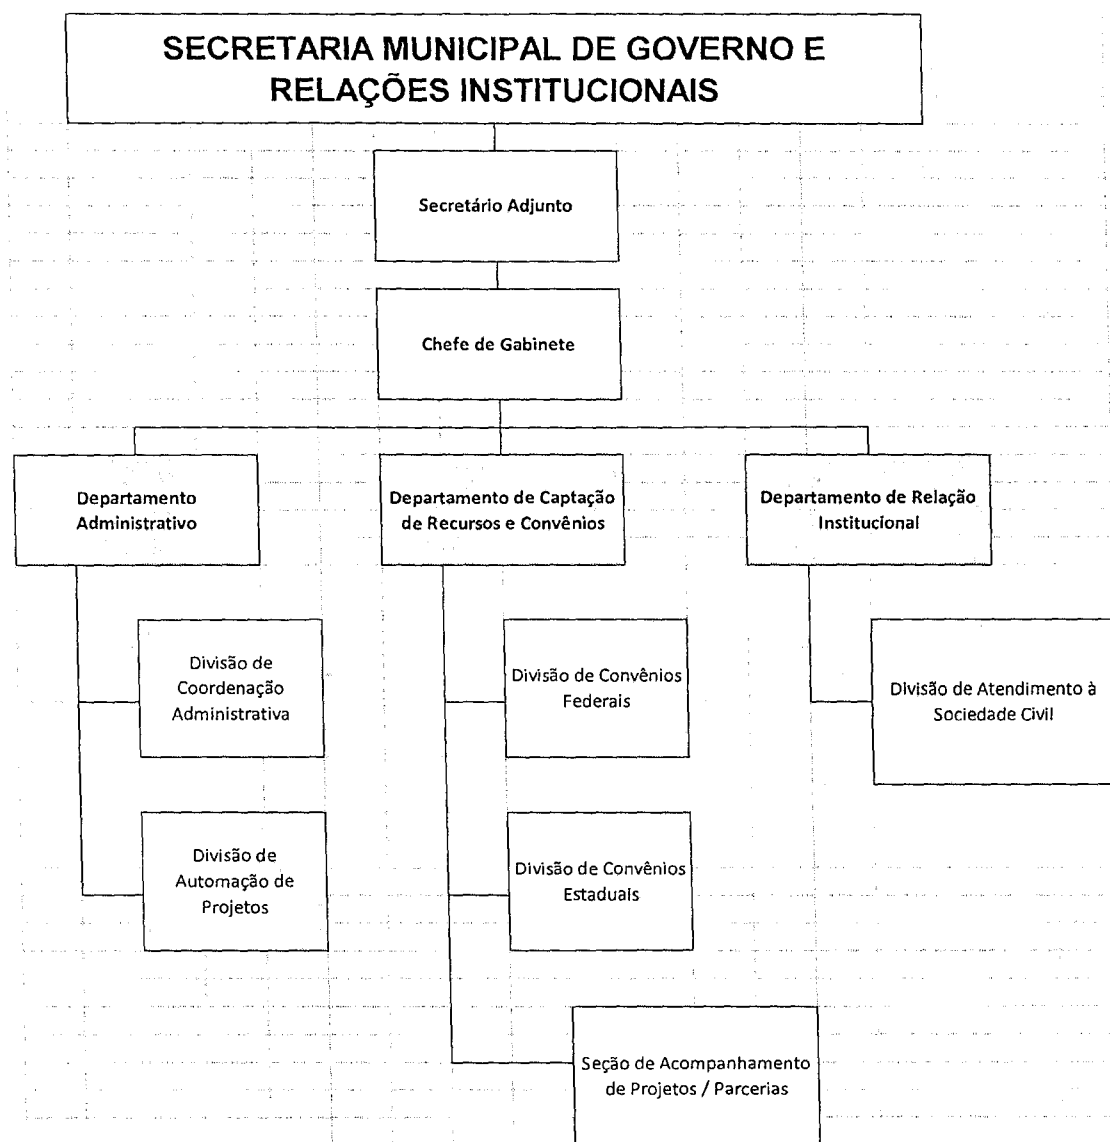 SECRETARIA MUNICIPAL DE GOVERNO E
RELAÇÕES INSTITUCIONAIS
Secretário Adjunto
Chefe de Gabinete
Departamento
Administrativo
Departamento de Captação
de Recursos e Convênios
Departamento de Relação
Institucional
Divisão de
Coordenação
Administrativa
Divisão de Convênios
Federais
Divisão de Atendimento à
Sociedade Civil
Divisão de
Automação de
Projetos
Divisão de Convênios
Estaduais
Seção de Acompanhamento
de Projetos / Parcerias